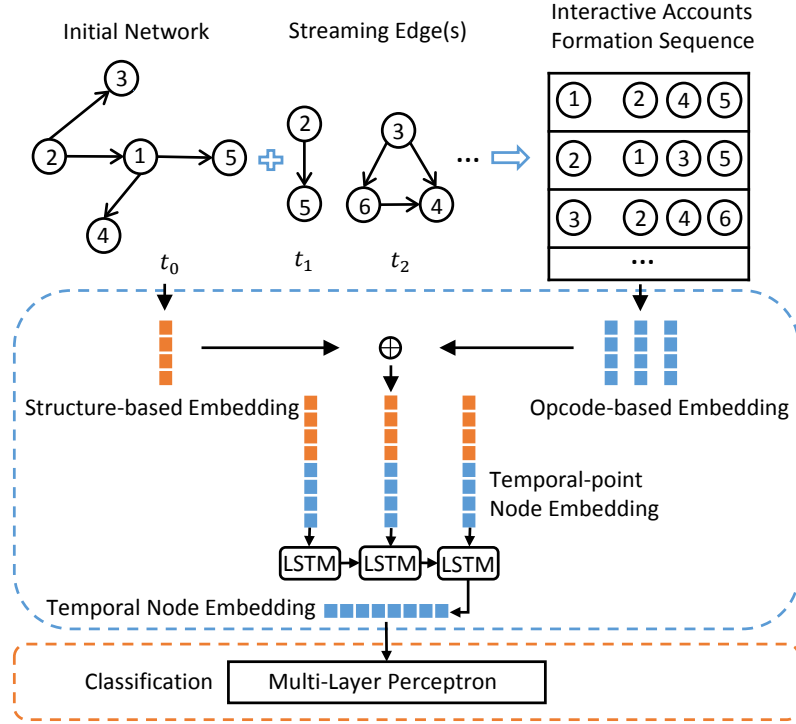 Initial Network
Streaming Edge(s)
Interactive Accounts
Formation Sequence
3
2 1 5
4
t0
2
5
t1
3
6 4
t2
...
1 2 4 5
2 1 3 5
3 2 4 6
...
Structure-based Embedding
Opcode-based Embedding
Temporal-point
Node Embedding
LSTM LSTM LSTM
Temporal Node Embedding
Classification
Multi-Layer Perceptron